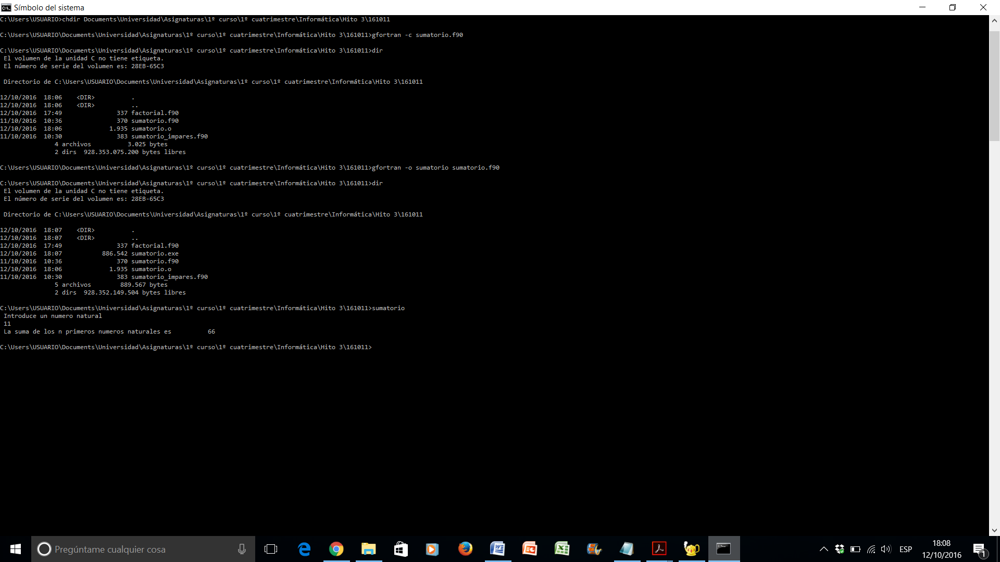 Símbolo del sistema
C:\Users\USUARIO>chdir Documents\Universidad\Asignaturas\1º curso\1º cuatrimestre\Informática\Hito 3\161011
C:\Users\USUARIO\Documents\Universidad\Asignaturas\1º curso\1º cuatrimestre\Informática\Hito 3\161011>gfortran -c sumatorio.f90
C:\Users\USUARIO\Documents\Universidad\Asignaturas\1º curso\1º cuatrimestre\Informática\Hito 3\161011>dir
El volumen de la unidad C no tiene etiqueta.
El número de serie del volumen es: 28EB-65C3
Directorio de C:\Users\USUARIO\Documents\Universidad\Asignaturas\1º curso\1º cuatrimestre\Informática\Hito 3\161011
12/10/2016  18:06    <DIR>          .
12/10/2016  18:06    <DIR>          ..
12/10/2016  17:49               337 factorial.f90
11/10/2016  10:36               370 sumatorio.f90
12/10/2016  18:06             1.935 sumatorio.o
11/10/2016  10:30               383 sumatorio_impares.f90
4 archivos          3.025 bytes
2 dirs  928.353.075.200 bytes libres
C:\Users\USUARIO\Documents\Universidad\Asignaturas\1º curso\1º cuatrimestre\Informática\Hito 3\161011>gfortran -o sumatorio sumatorio.f90
C:\Users\USUARIO\Documents\Universidad\Asignaturas\1º curso\1º cuatrimestre\Informática\Hito 3\161011>dir
El volumen de la unidad C no tiene etiqueta.
El número de serie del volumen es: 28EB-65C3
Directorio de C:\Users\USUARIO\Documents\Universidad\Asignaturas\1º curso\1º cuatrimestre\Informática\Hito 3\161011
12/10/2016  18:07    <DIR>          .
12/10/2016  18:07    <DIR>          ..
12/10/2016  17:49               337 factorial.f90
12/10/2016  18:07           886.542 sumatorio.exe
11/10/2016  10:36               370 sumatorio.f90
12/10/2016  18:06             1.935 sumatorio.o
11/10/2016  10:30               383 sumatorio_impares.f90
5 archivos        889.567 bytes
2 dirs  928.352.149.504 bytes libres
C:\Users\USUARIO\Documents\Universidad\Asignaturas\1º curso\1º cuatrimestre\Informática\Hito 3\161011>sumatorio
Introduce un numero natural
11
La suma de los n primeros numeros naturales es          66
C:\Users\USUARIO\Documents\Universidad\Asignaturas\1º curso\1º cuatrimestre\Informática\Hito 3\161011>
Pregúntame cualquier cosa
ESP
18:08
12/10/2016
1